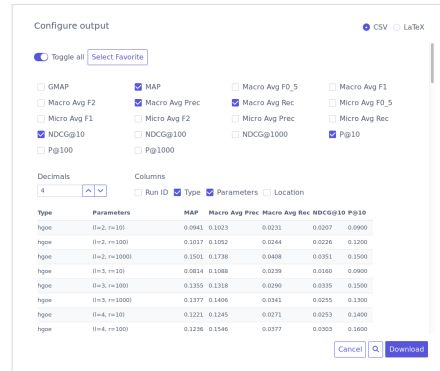 Configure output
CSV LaTeX
Toggle all Select Favorite
GMAP MAP Macro Avg F0_5 Macro Avg F1
Macro Avg F2 Macro Avg Prec Macro Avg Rec Micro Avg F0_5
Micro Avg F1 Micro Avg F2 Micro Avg Prec Micro Avg Rec
NDCG@10 NDCG@100 NDCG@1000 P@10
P@100 P@1000
Decimals Columns
4 Run ID Type Parameters Location
Type Parameters MAP Macro Avg Prec Macro Avg Rec NDCG@10 P@10
hgoe (l=2, r=10) 0.0941 0.1023 0.0231 0.0207 0.0900
hgoe (l=2, r=100) 0.1017 0.1052 0.0244 0.0226 0.1200
hgoe (l=2, r=1000) 0.1501 0.1738 0.0408 0.0351 0.1500
hgoe (l=3, r=10) 0.0814 0.1088 0.0239 0.0160 0.0900
hgoe (l=3, r=100) 0.1355 0.1318 0.0290 0.0335 0.1500
hgoe (l=3, r=1000) 0.1377 0.1406 0.0341 0.0255 0.1300
hgoe (l=4, r=10) 0.1221 0.1245 0.0271 0.0253 0.1400
hgoe (l=4, r=100) 0.1236 0.1546 0.0377 0.0303 0.1600
Cancel Download